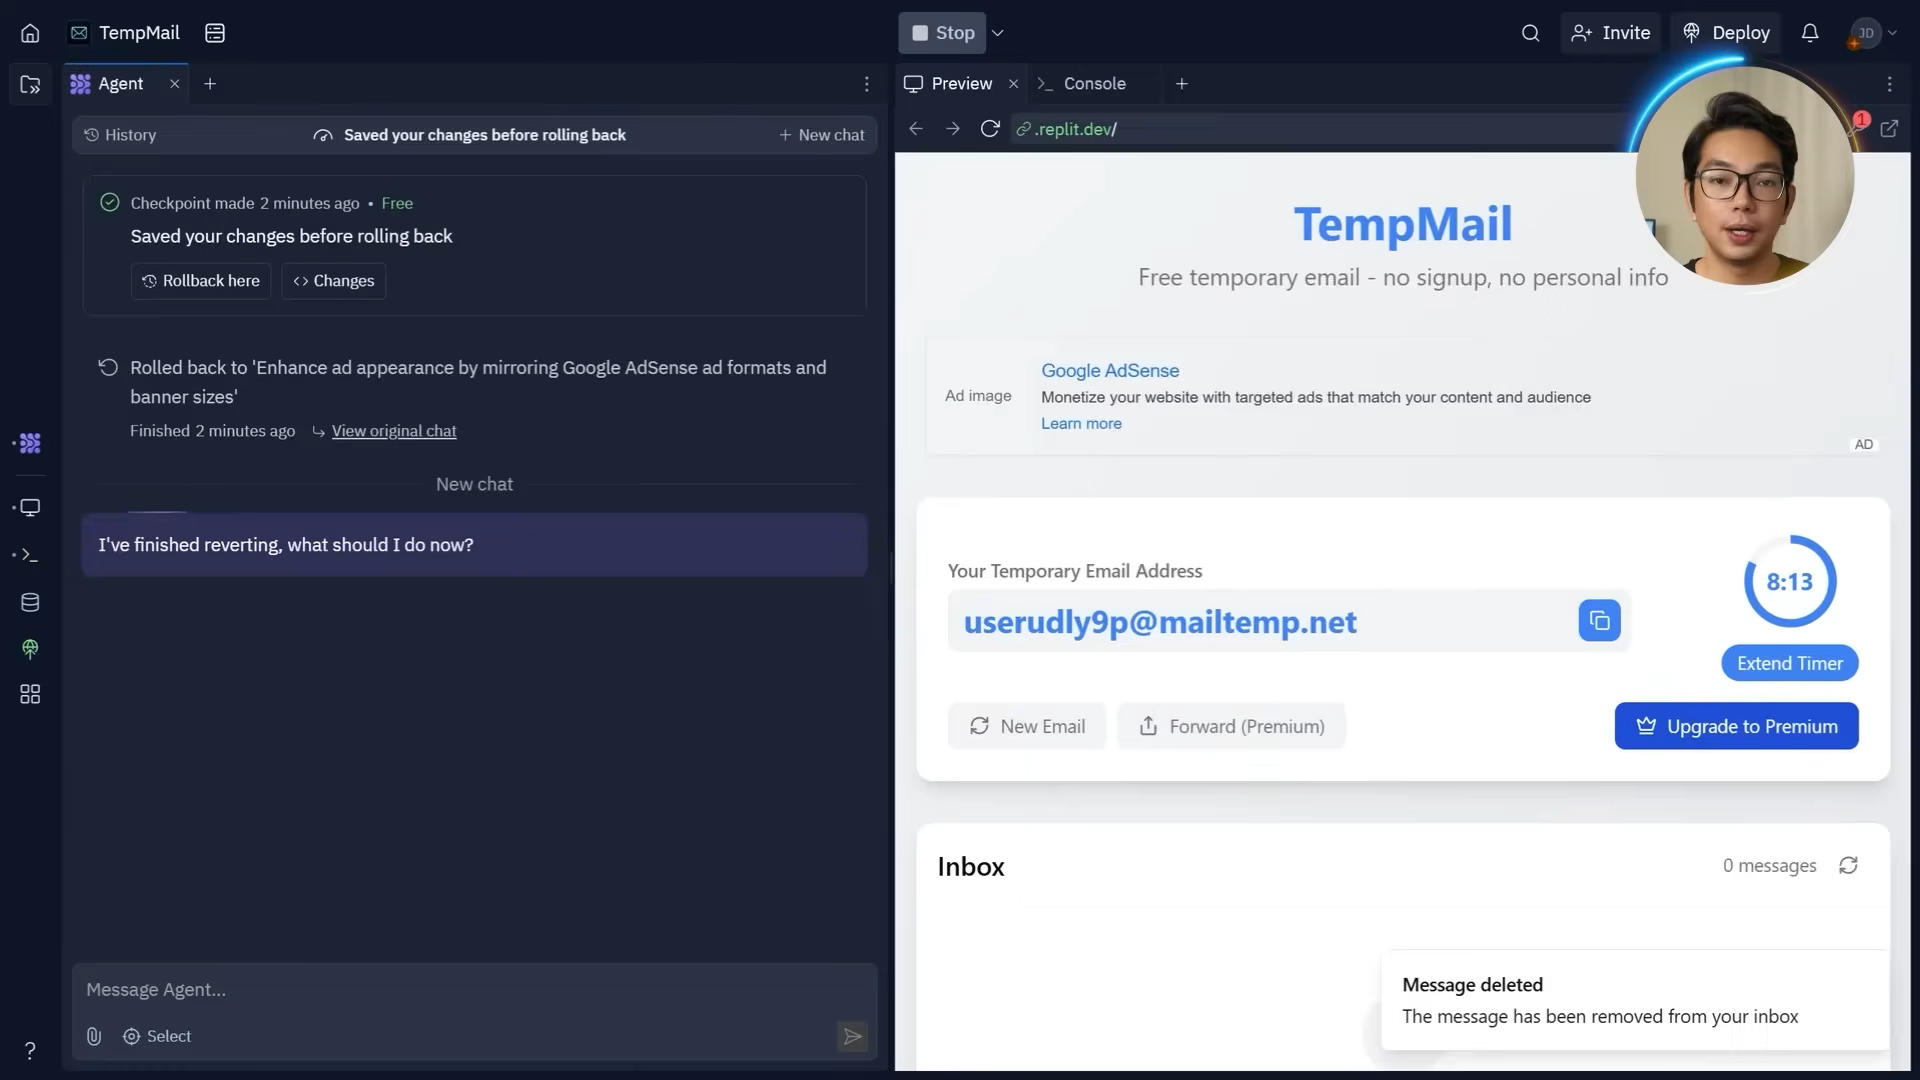 TempMail
Stop
Invite
Deploy
JD
Agent
Preview
Console
History
Saved your changes before rolling back
New chat
.replit.dev/
1
Checkpoint made 2 minutes ago • Free
Saved your changes before rolling back
Rollback here
Changes
Rolled back to 'Enhance ad appearance by mirroring Google AdSense ad formats and
banner sizes'
Finished 2 minutes ago
View original chat
New chat
I've finished reverting, what should I do now?
Message Agent...
Select
?
TempMail
Free temporary email - no signup, no personal info
Ad image
Google AdSense
Monetize your website with targeted ads that match your content and audience
Learn more
AD
Your Temporary Email Address
8:13
userudly9p@mailtemp.net
Extend Timer
New Email
Forward (Premium)
Upgrade to Premium
Inbox
0 messages
Message deleted
The message has been removed from your inbox